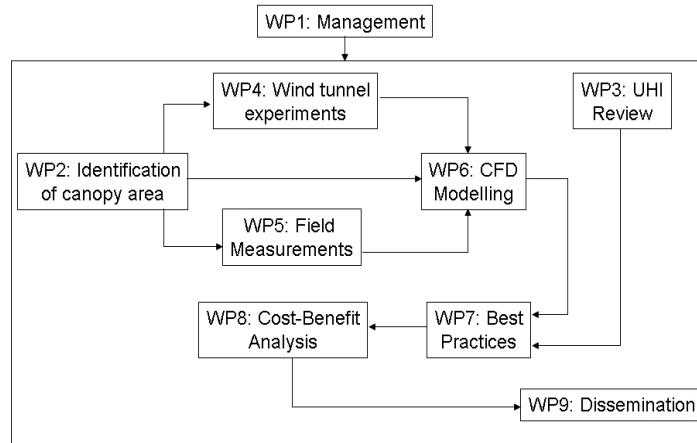 WP1: Management
WP4: Wind tunnel
experiments
WP3: UHI
Review
WP2: Identification
of canopy area
WP6: CFD
Modelling
WP5: Field
Measurements
WP8: Cost-Benefit
Analysis
WP7: Best
Practices
WP9: Dissemination